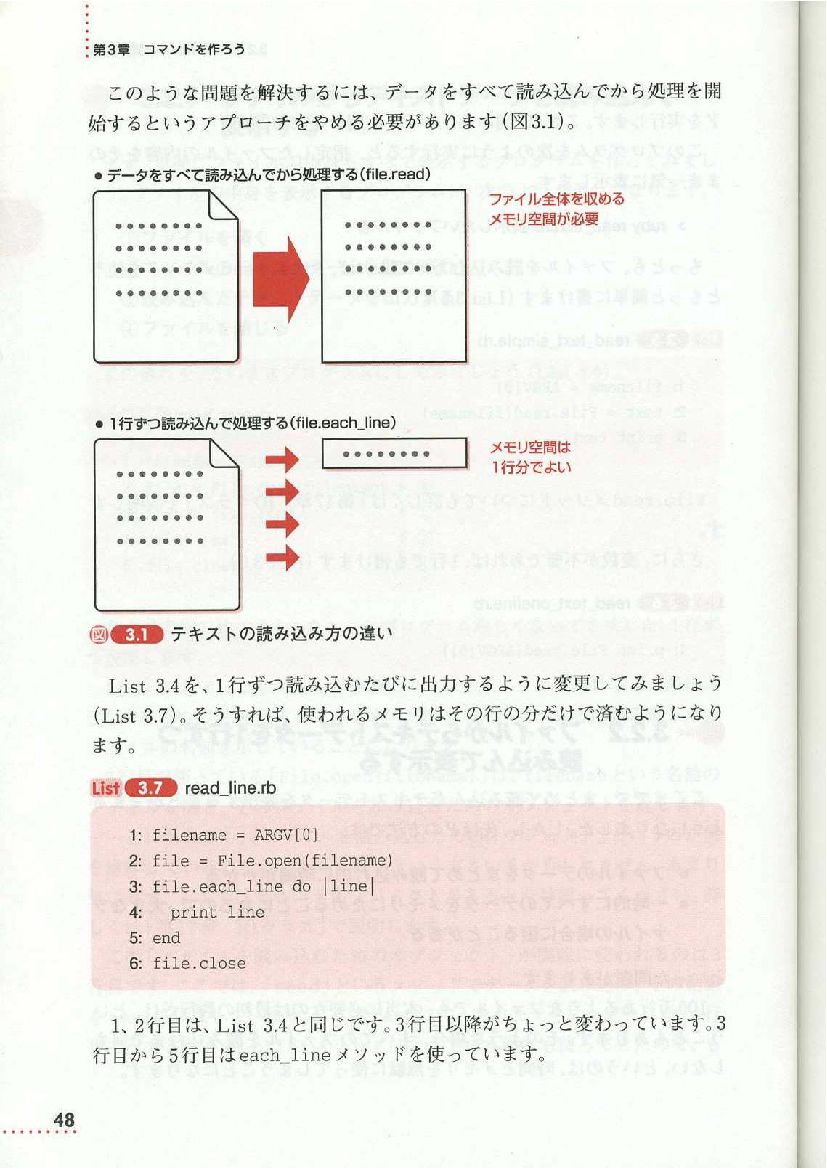 第3章　コマンドを作ろう
このような問題を解決するには、データをすべて読み込んでから処理を開
始するというアプローチをやめる必要があります(図3.1)。
● データをすべて読み込んでから処理する(file.read)
ファイル全体を収める
メモリ空間が必要
● 1行ずつ読み込んで処理する(file.each_line)
メモリ空間は
1行分でよい
図 3.1 テキストの読み込み方の違い
List 3.4を、1行ずつ読み込むたびに出力するように変更してみましょう
(List 3.7)。そうすれば、使われるメモリはその行の分だけで済むようになり
ます。
List 3.7 read_line.rb
1: filename = ARGV[0]
2: file = File.open(filename)
3: file.each_line do |line|
4:   print line
5: end
6: file.close
1、2行目は、List 3.4と同じです。3行目以降がちょっと変わっています。3
行目から5行目はeach_lineメソッドを使っています。
48